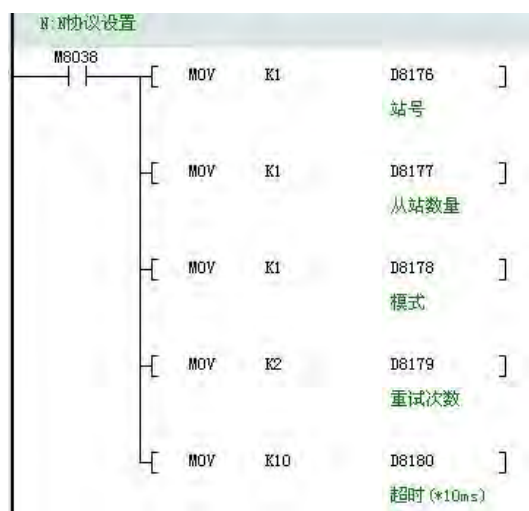 N:N协议设置
M8038
[ MOV K1 D8176 ]
站号
[ MOV K1 D8177 ]
从站数量
[ MOV K1 D8178 ]
模式
[ MOV K2 D8179 ]
重试次数
[ MOV K10 D8180 ]
超时(*10ms)